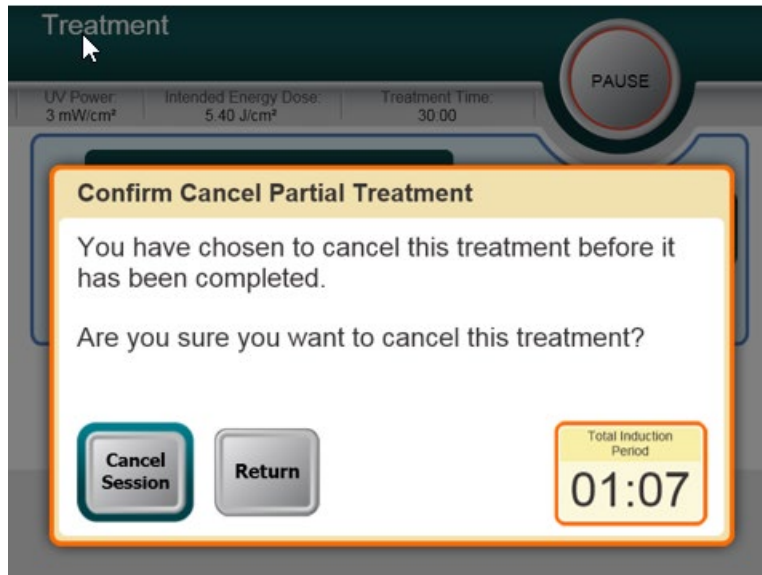 Treatment
PAUSE
UV Power: Intended Energy Dose: Treatment Time:
3 mW/cm² 5.40 J/cm² 30:00
Confirm Cancel Partial Treatment
You have chosen to cancel this treatment before it
has been completed.
Are you sure you want to cancel this treatment?
Cancel
Session
Return
Total Induction
Period
01:07